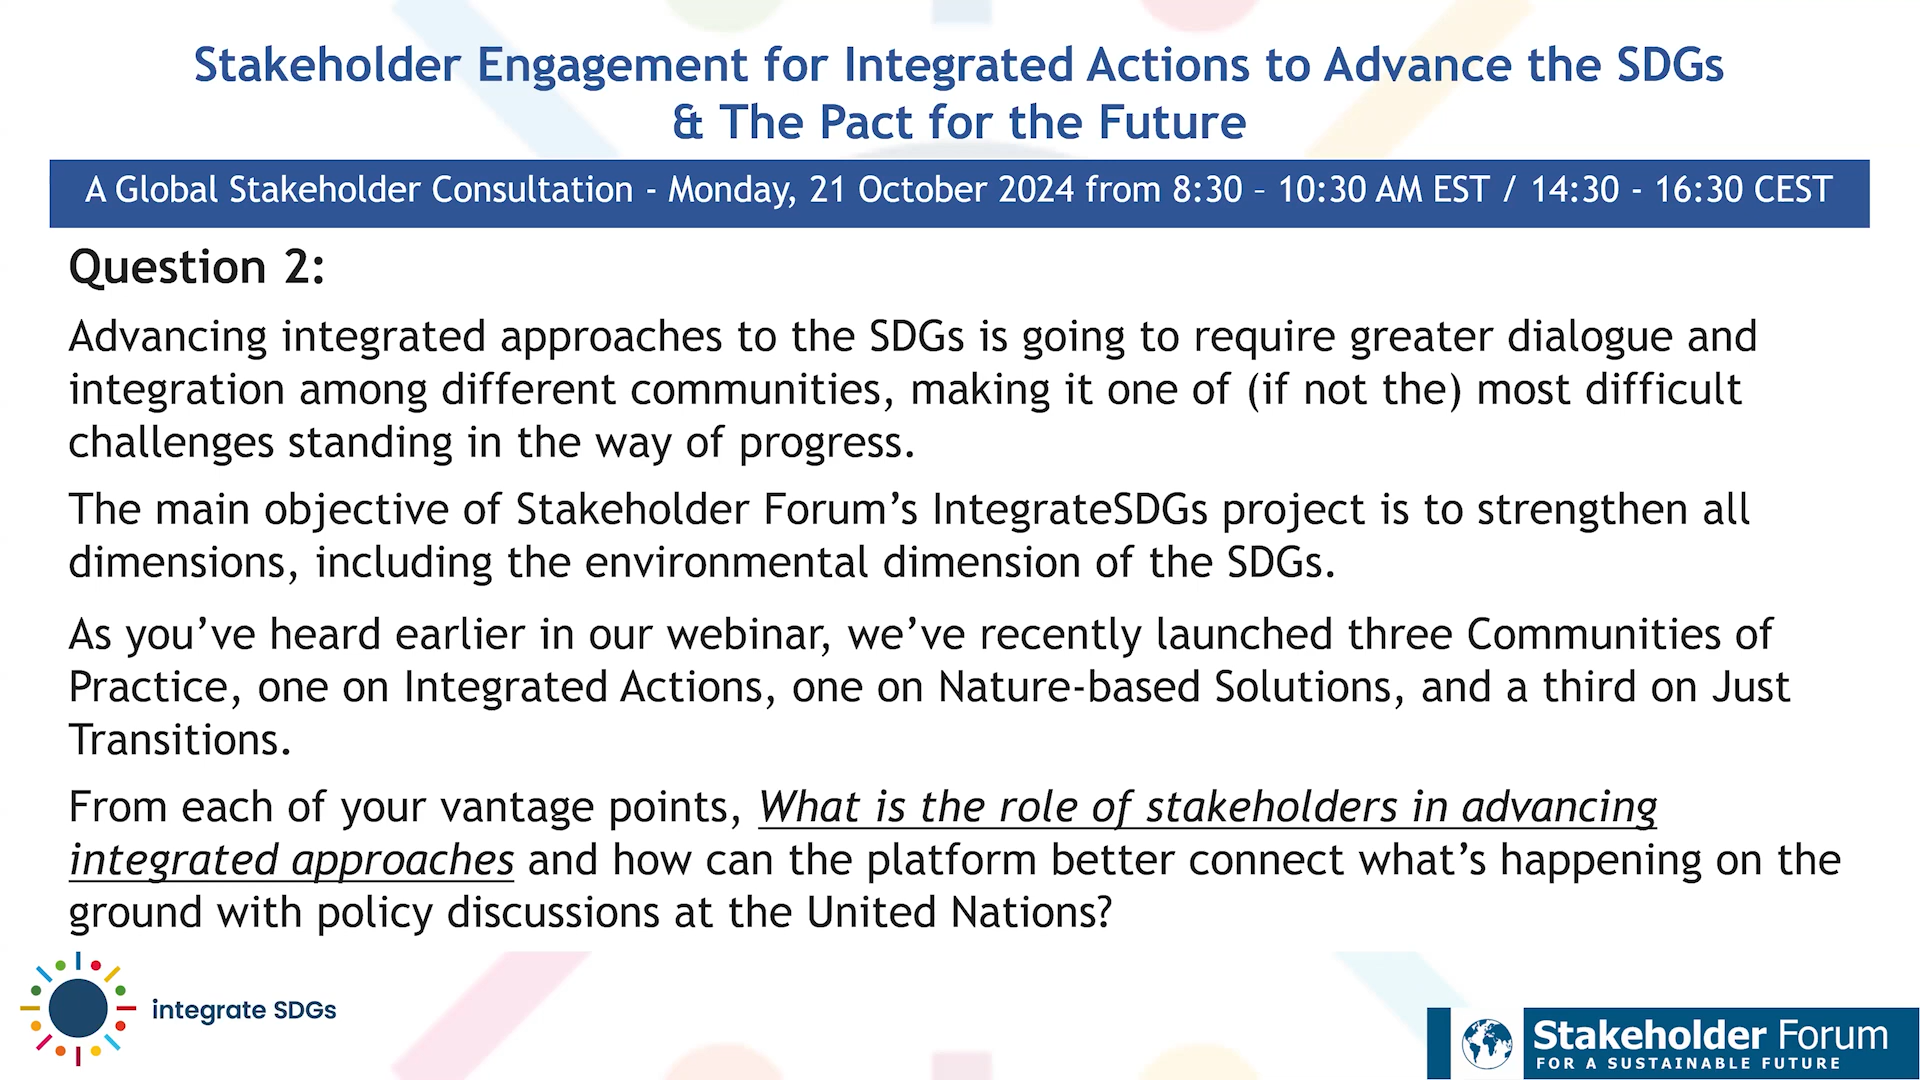 Stakeholder Engagement for Integrated Actions to Advance the SDGs
& The Pact for the Future
A Global Stakeholder Consultation - Monday, 21 October 2024 from 8:30 – 10:30 AM EST / 14:30 - 16:30 CEST
Question 2:
Advancing integrated approaches to the SDGs is going to require greater dialogue and
integration among different communities, making it one of (if not the) most difficult
challenges standing in the way of progress.
The main objective of Stakeholder Forum’s IntegrateSDGs project is to strengthen all
dimensions, including the environmental dimension of the SDGs.
As you’ve heard earlier in our webinar, we’ve recently launched three Communities of
Practice, one on Integrated Actions, one on Nature-based Solutions, and a third on Just
Transitions.
From each of your vantage points, What is the role of stakeholders in advancing
integrated approaches and how can the platform better connect what’s happening on the
ground with policy discussions at the United Nations?
integrate SDGs
Stakeholder Forum
FOR A SUSTAINABLE FUTURE